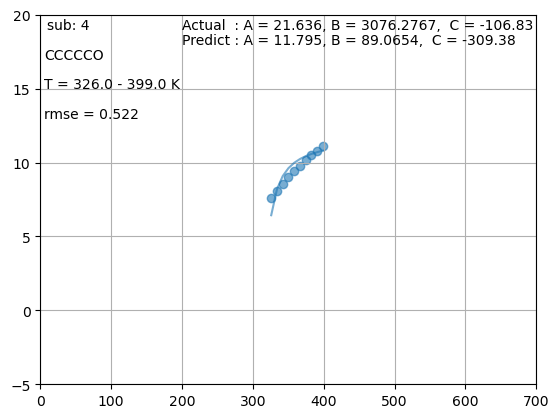 sub: 4
Actual : A = 21.636, B = 3076.2767, C = -106.83
Predict : A = 11.795, B = 89.0654, C = -309.38
CCCCCO
T = 326.0 - 399.0 K
rmse = 0.522
20
15
10
5
0
−5
0 100 200 300 400 500 600 700